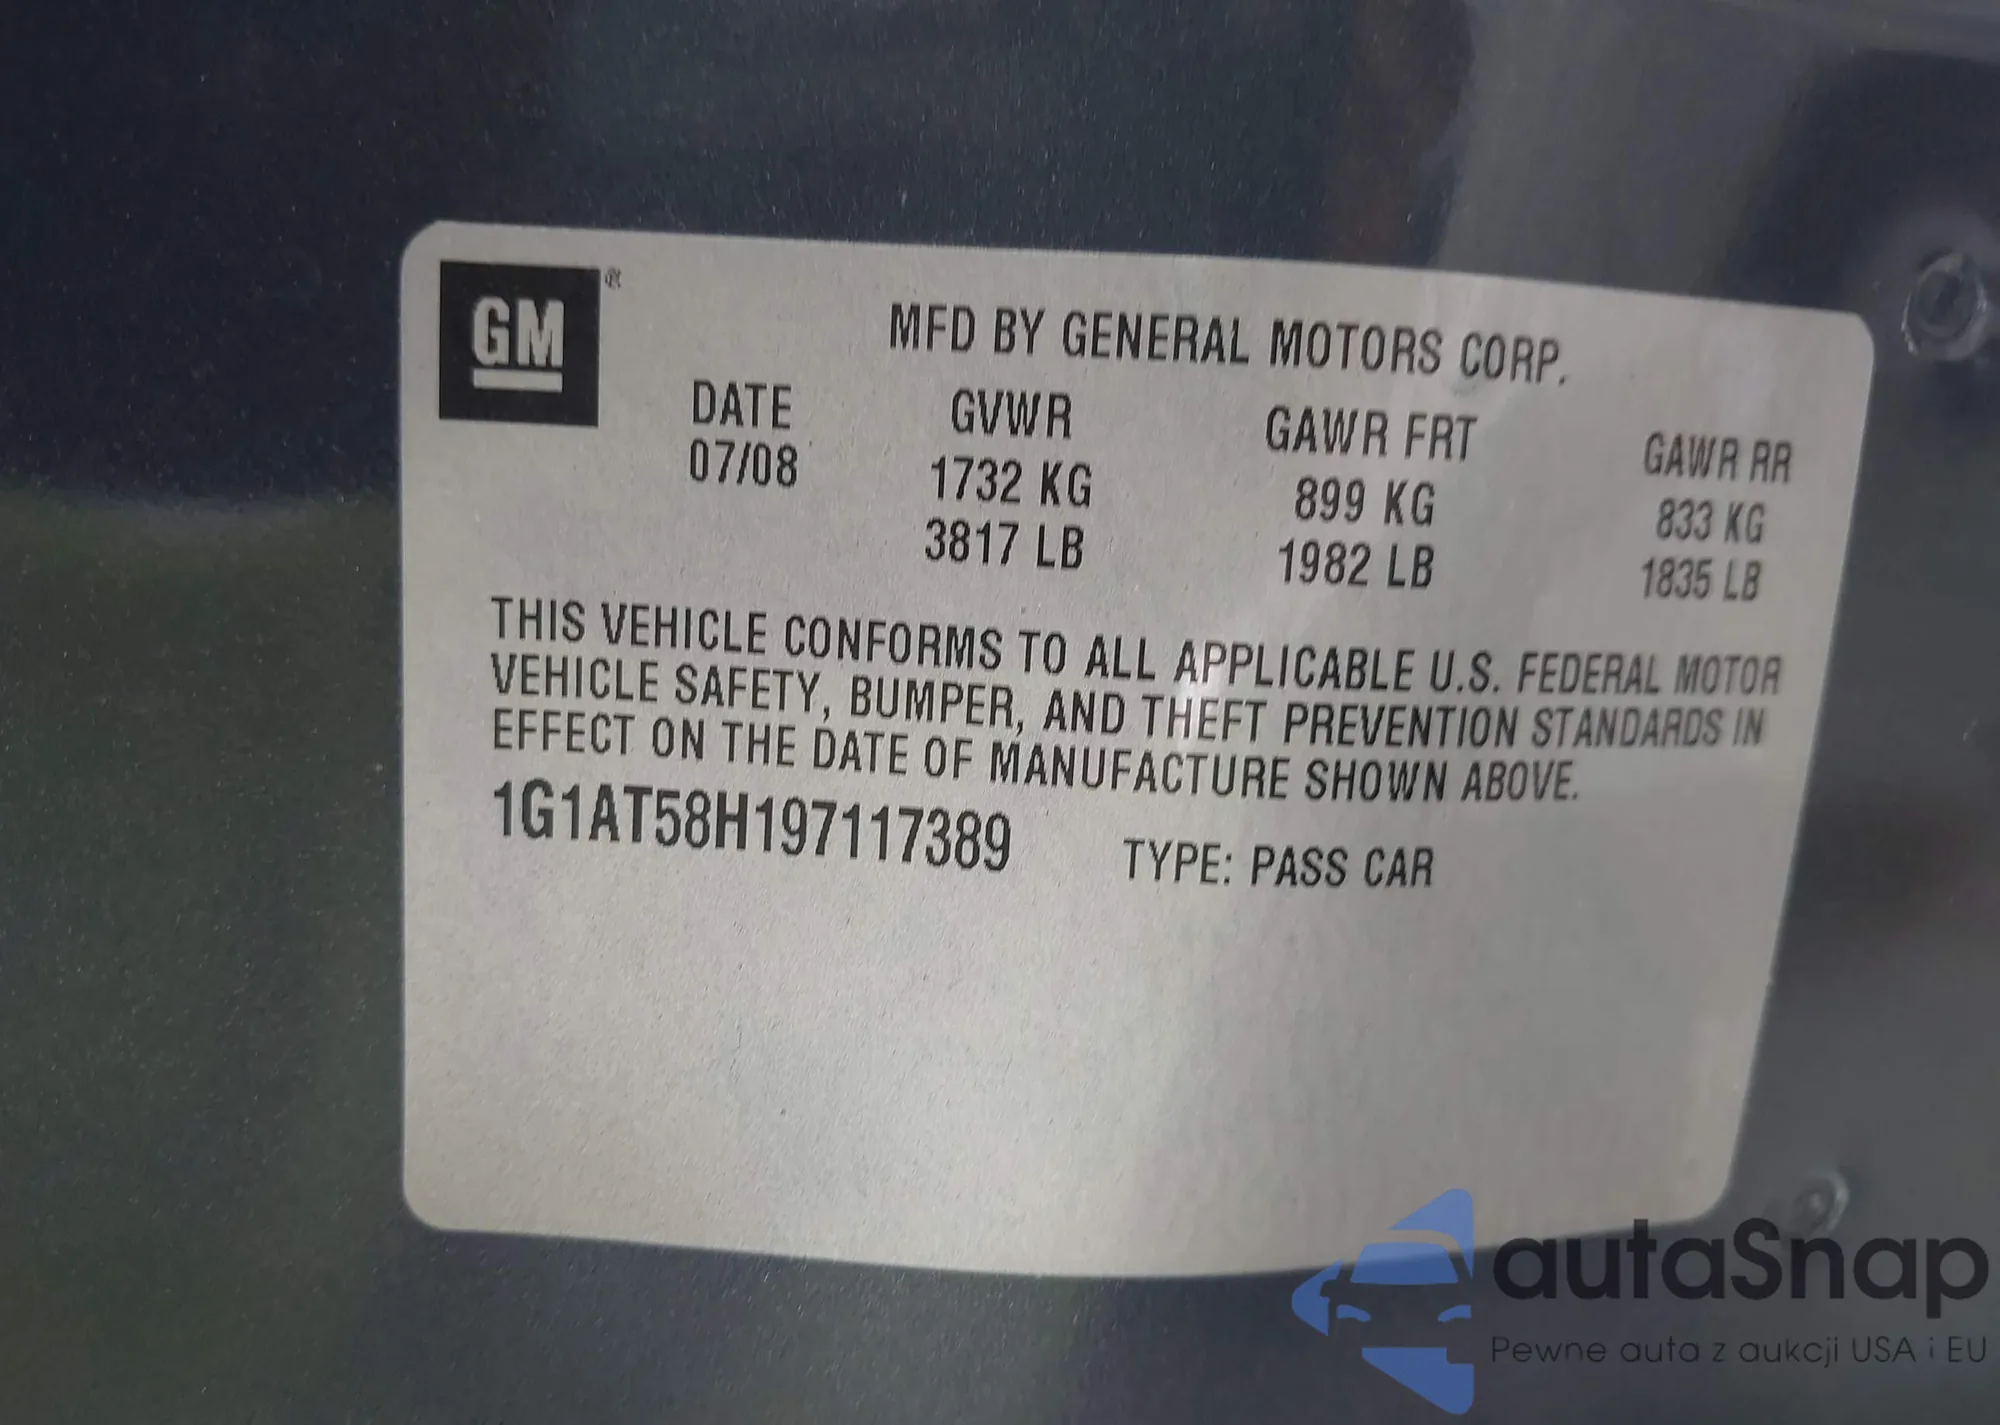 GM
®
MFD BY GENERAL MOTORS CORP.
DATE GVWR GAWR FRT GAWR RR
07/08 1732 KG 899 KG 833 KG
3817 LB 1982 LB 1835 LB
THIS VEHICLE CONFORMS TO ALL APPLICABLE U.S. FEDERAL MOTOR
VEHICLE SAFETY, BUMPER, AND THEFT PREVENTION STANDARDS IN
EFFECT ON THE DATE OF MANUFACTURE SHOWN ABOVE.
1G1AT58H197117389 TYPE: PASS CAR
autaSnap
Pewne auta z aukcji USA i EU